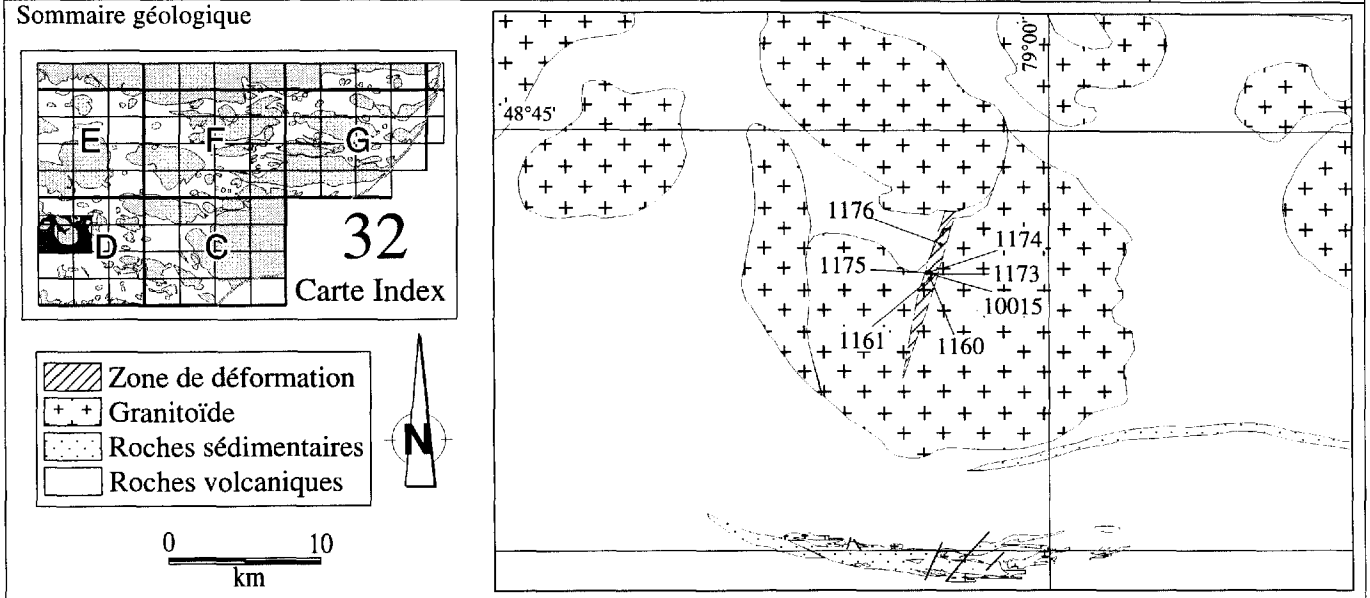 Sommaire géologique
E
F
G
D
C
32
Carte Index
Zone de déformation
Granitoïde
Roches sédimentaires
Roches volcaniques
N
0 10
km
79°00'
48°45'
1176
1174
1175
1173
10015
1161
1160